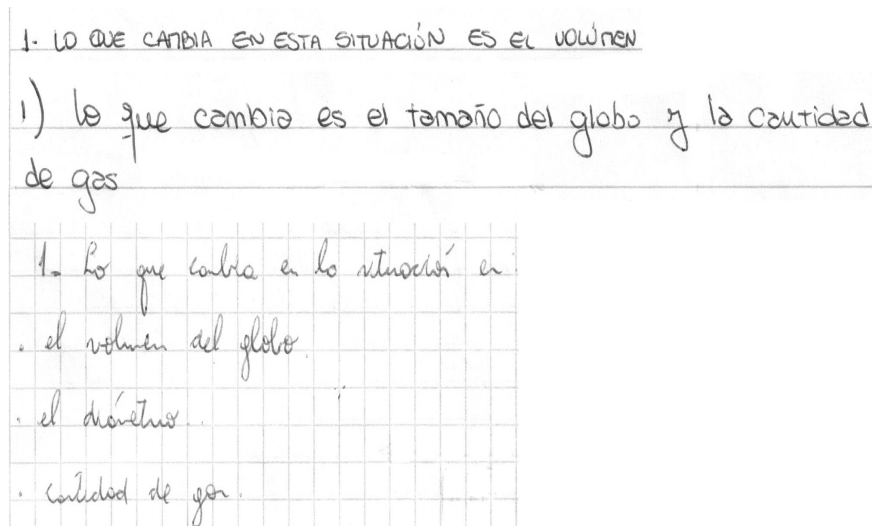 1. LO QUE CAMBIA EN ESTA SITUACIÓN ES EL VOLÚMEN
1) lo que cambia es el tamaño del globo y la cantidad
de gas
1. Lo que cambia en la situación es
. el volumén del globo.
. el diámetro.
. cantidad de gas.